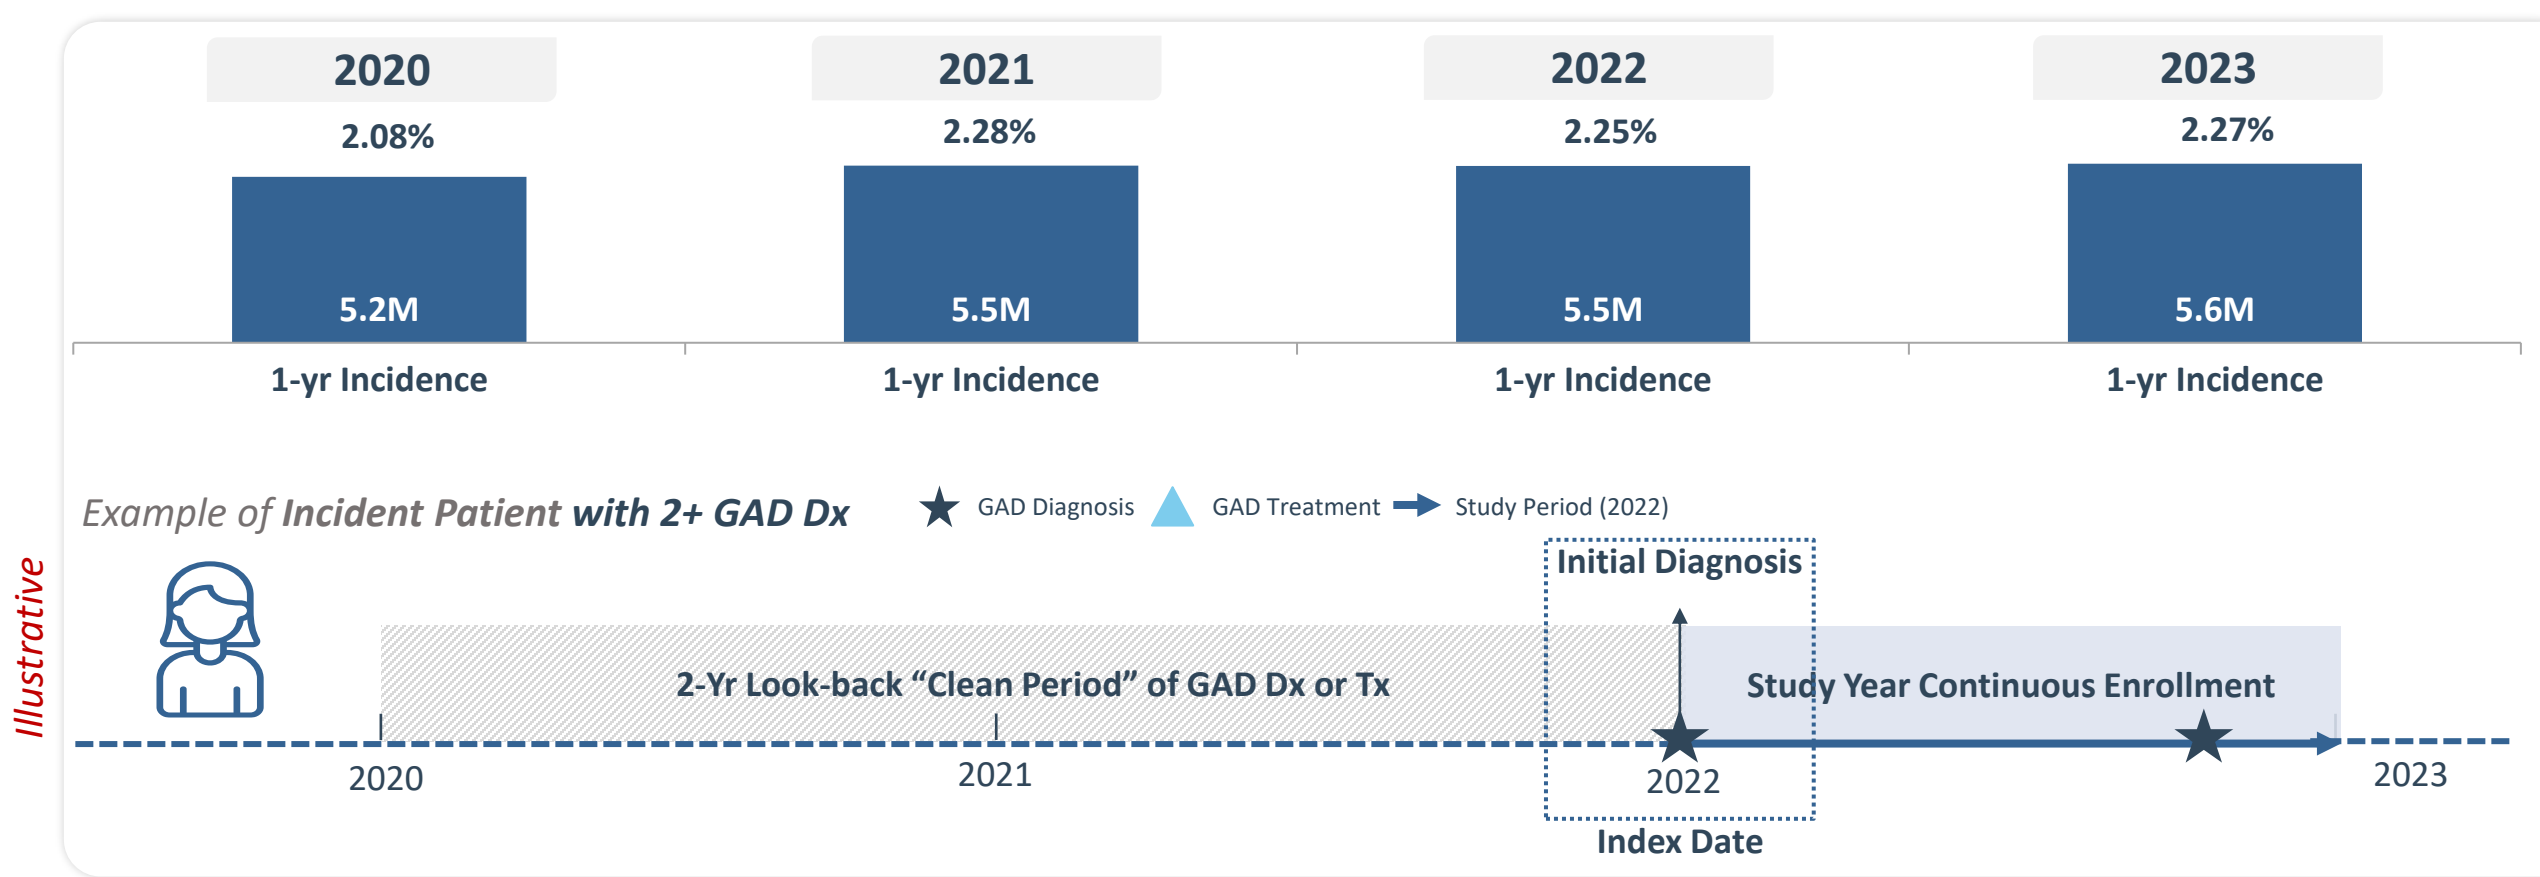 2020 2021 2022 2023
2.08% 2.28% 2.25% 2.27%
5.2M 5.5M 5.5M 5.6M
1-yr Incidence 1-yr Incidence 1-yr Incidence 1-yr Incidence
Example of Incident Patient with 2+ GAD Dx GAD Diagnosis GAD Treatment Study Period (2022)
Illustrative
Initial Diagnosis
2-Yr Look-back “Clean Period” of GAD Dx or Tx Study Year Continuous Enrollment
2020 2021 2022 2023
Index Date